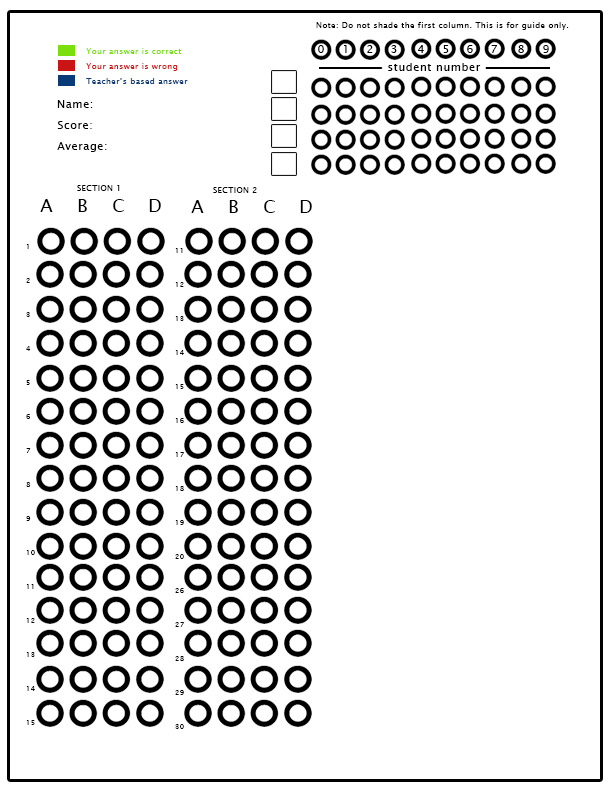 Note: Do not shade the first column. This is for guide only.
0 1 2 3 4 5 6 7 8 9
student number
Your answer is correct
Your answer is wrong
Teacher's based answer
Name:
Score:
Average:
SECTION 1 SECTION 2
A B C D A B C D
1 11
2 12
3 13
4 14
5 15
6 16
7 17
8 18
9 19
10 20
11 26
12 27
13 28
14 29
15 30